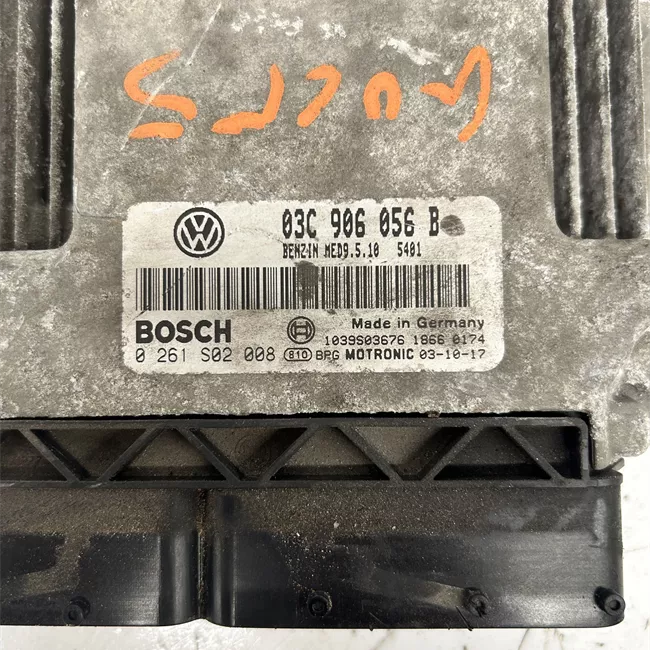 03C 906 056 B
BENZIN MED9.5.10 5401
BOSCH
Made in Germany
1039S03676 1866 0174
0 261 S02 008 810 BPG MOTRONIC 03-10-17